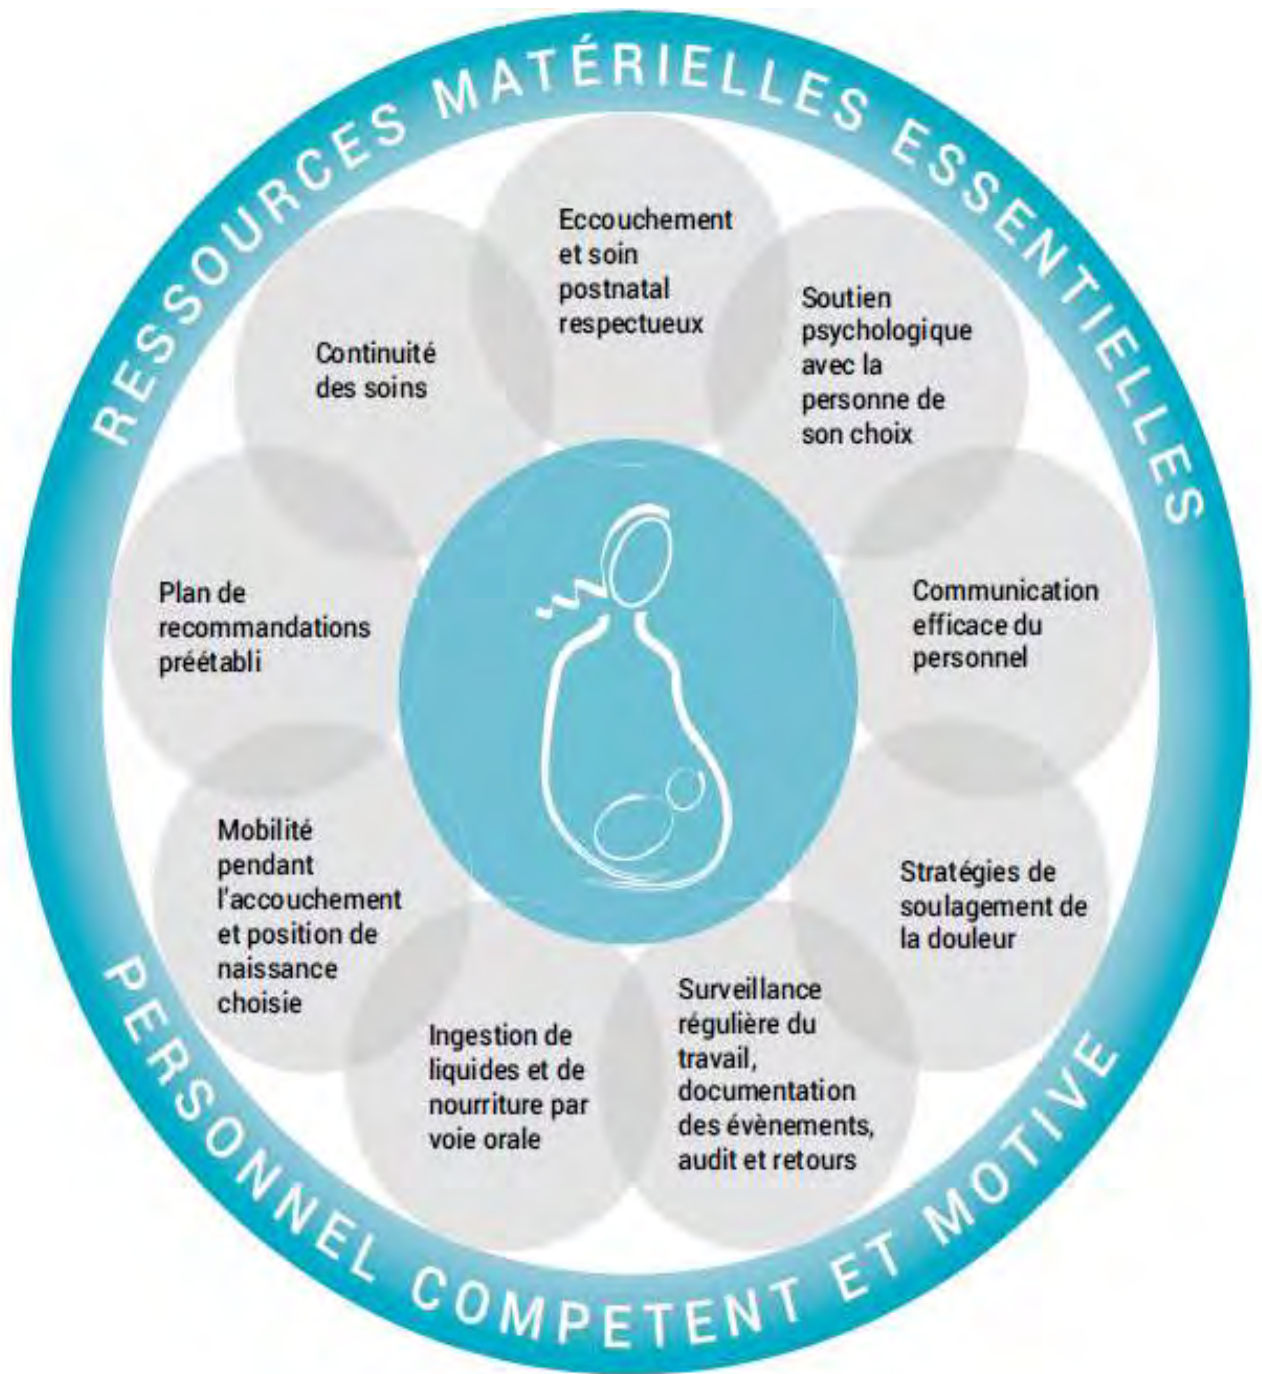 RESSOURCES MATÉRIELLES ESSENTIELLES
Eccouchement
et soin
postnatal
respectueux
Soutien
psychologique
avec la
personne de
son choix
Communication
efficace du
personnel
Stratégies de
soulagement de
la douleur
Surveillance
régulière du
travail,
documentation
des évènements,
audit et retours
Ingestion de
liquides et de
nourriture par
voie orale
Mobilité
pendant
l'accouchement
et position de
naissance
choisie
Plan de
recommandations
préétabli
Continuité
des soins
PERSONNEL COMPETENT ET MOTIVE